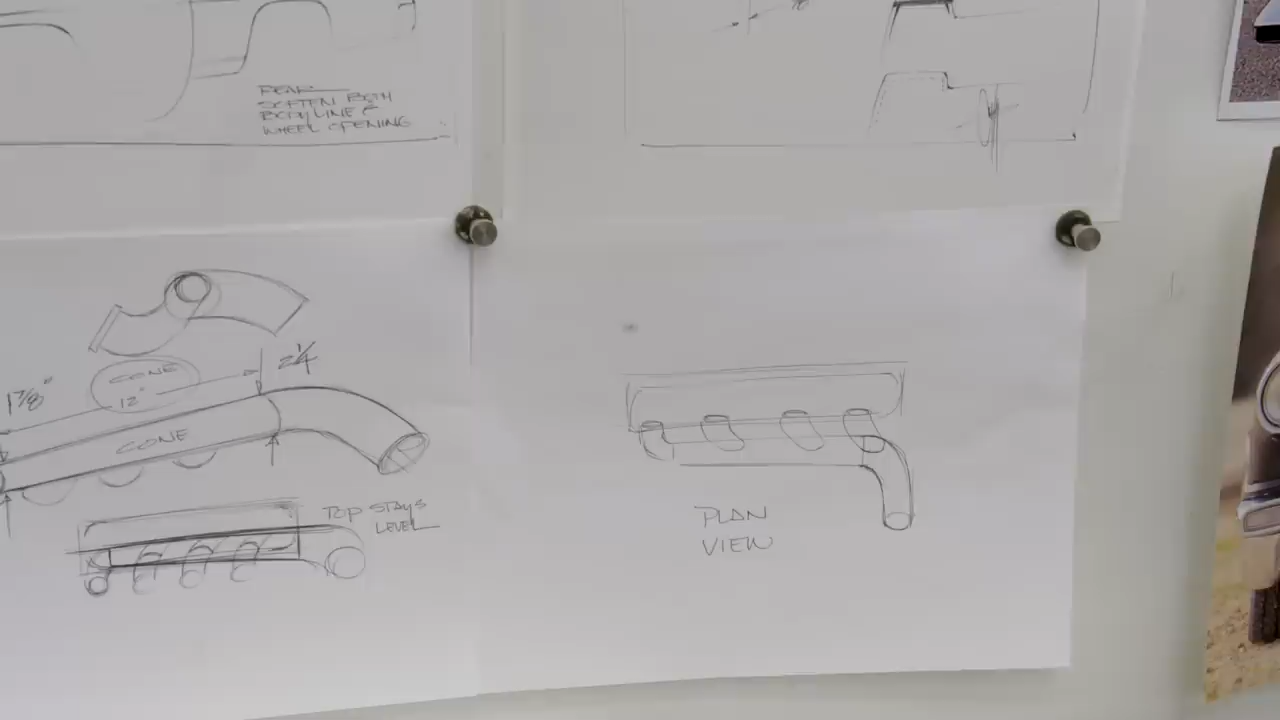 REAR
SOFTEN BOTH
BODY LINE &
WHEEL OPENING
2 1/4
CONE
12"
1 7/8"
CONE
TOP STAYS
LEVEL
PLAN
VIEW